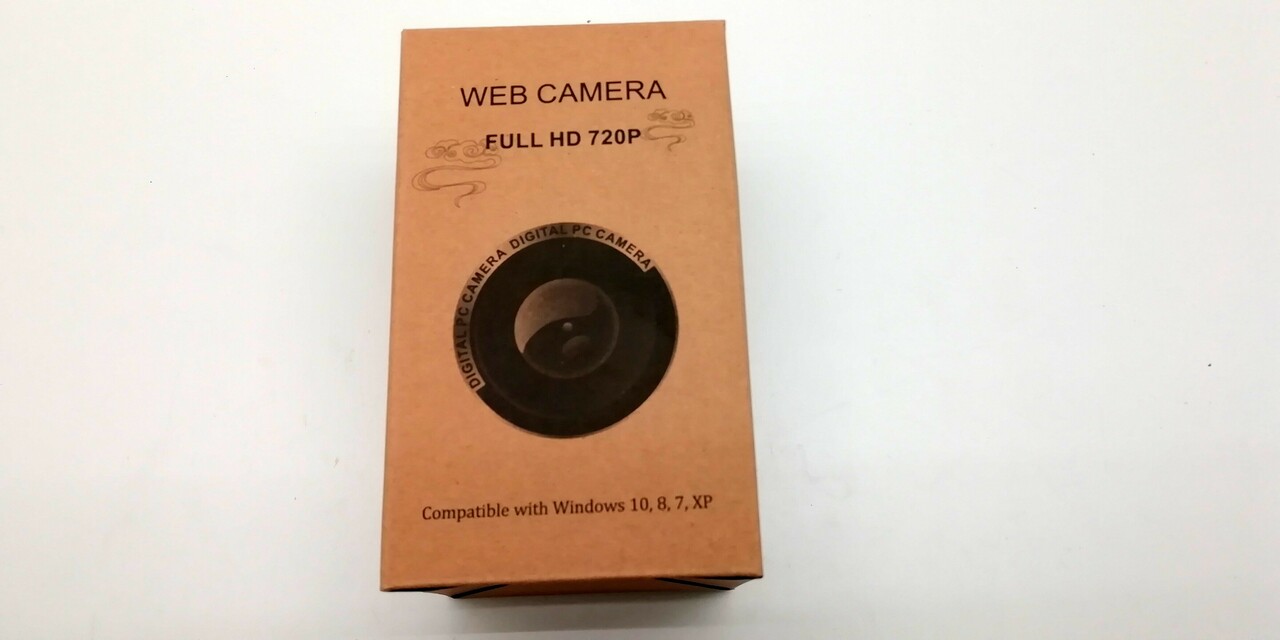 WEB CAMERA
FULL HD 720P
DIGITAL PC CAMERA DIGITAL PC CAMERA
Compatible with Windows 10, 8, 7, XP